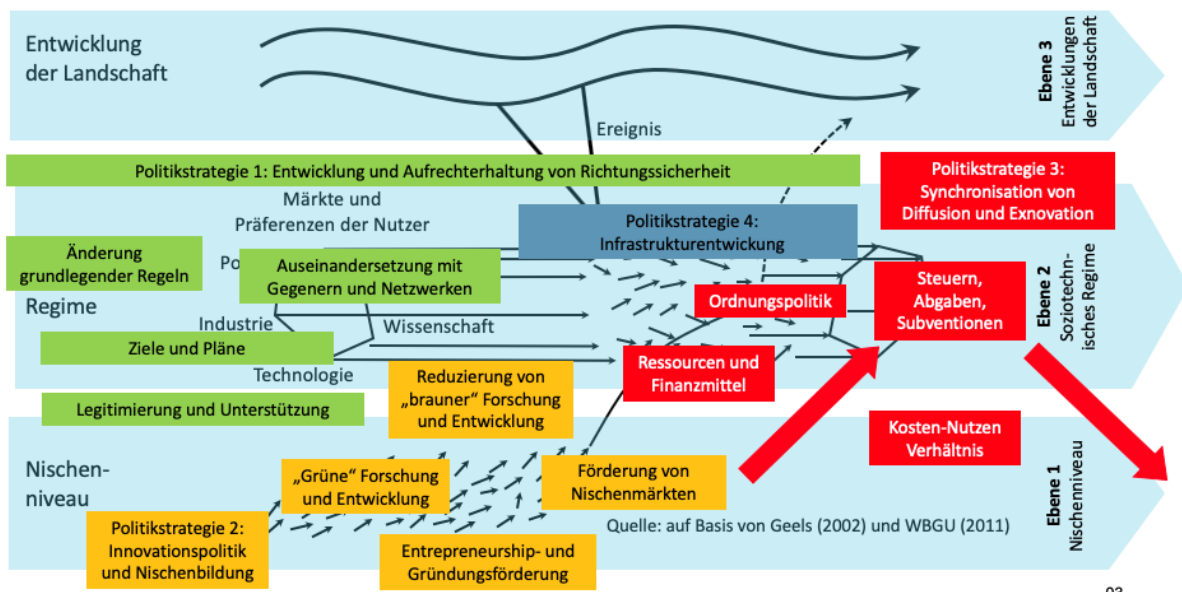 Entwicklung
der Landschaft
Ebene 3
Entwicklungen
der Landschaft
Ereignis
Politikstrategie 1: Entwicklung und Aufrechterhaltung von Richtungssicherheit
Politikstrategie 3:
Synchronisation von
Diffusion und Exnovation
Märkte und
Präferenzen der Nutzer
Politikstrategie 4:
Infrastrukturentwickung
Änderung
grundlegender Regeln
Po
Auseinandersetzung mit
Gegenern und Netzwerken
Steuern,
Abgaben,
Subventionen
Ebene 2
Soziotechn-
isches Regime
Regime
Ordnungspolitik
Industrie
Wissenschaft
Ziele und Pläne
Technologie
Ressourcen und
Finanzmittel
Reduzierung von
„brauner“ Forschung
und Entwicklung
Legitimierung und Unterstützung
Kosten-Nutzen
Verhältnis
Nischen-
niveau
„Grüne“ Forschung
und Entwicklung
Förderung von
Nischenmärkten
Ebene 1
Nischenniveau
Politikstrategie 2:
Innovationspolitik
und Nischenbildung
Quelle: auf Basis von Geels (2002) und WBGU (2011)
Entrepreneurship- und
Gründungsförderung